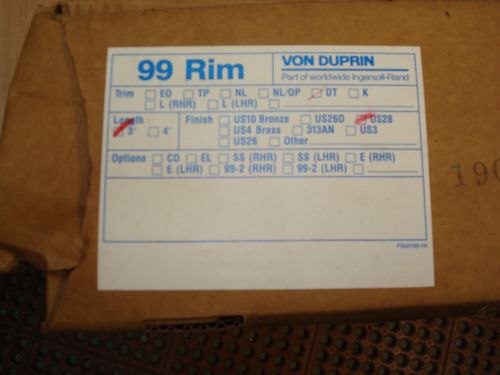 99 Rim
VON DUPRIN
Part of worldwide Ingersoll-Rand
Trim EO TP NL NL/OP DT K
L (RHR) L (LHR)
Length 3' 4'
Finish US10 Bronze US26D US28
US4 Brass 313AN US3
US26 Other
Options CD EL SS (RHR) SS (LHR) E (RHR)
E (LHR) 99-2 (RHR) 99-2 (LHR)
190